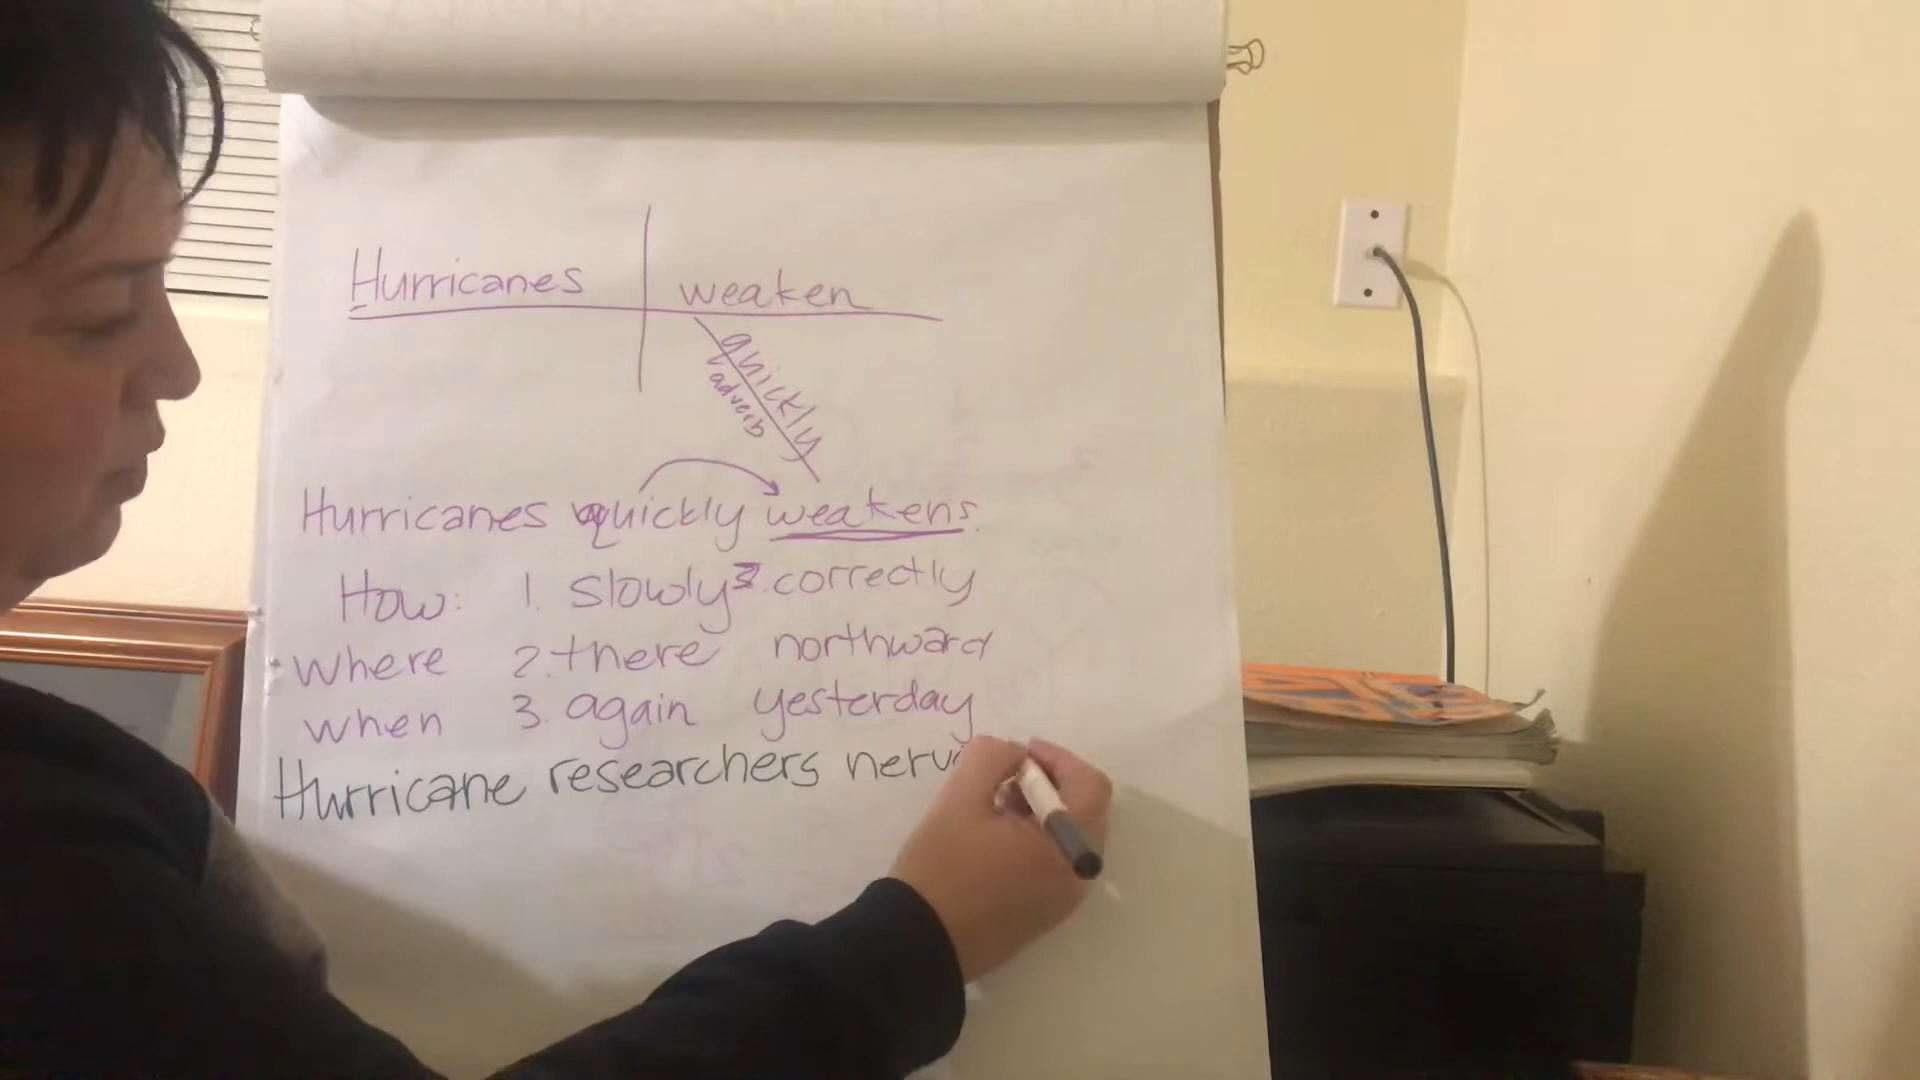 Hurricanes weaken
quickly
adverb
Hurricanes quickly weakens.
How: 1. slowly 3. correctly
Where 2. there northward
when 3. again yesterday
Hurricane researchers